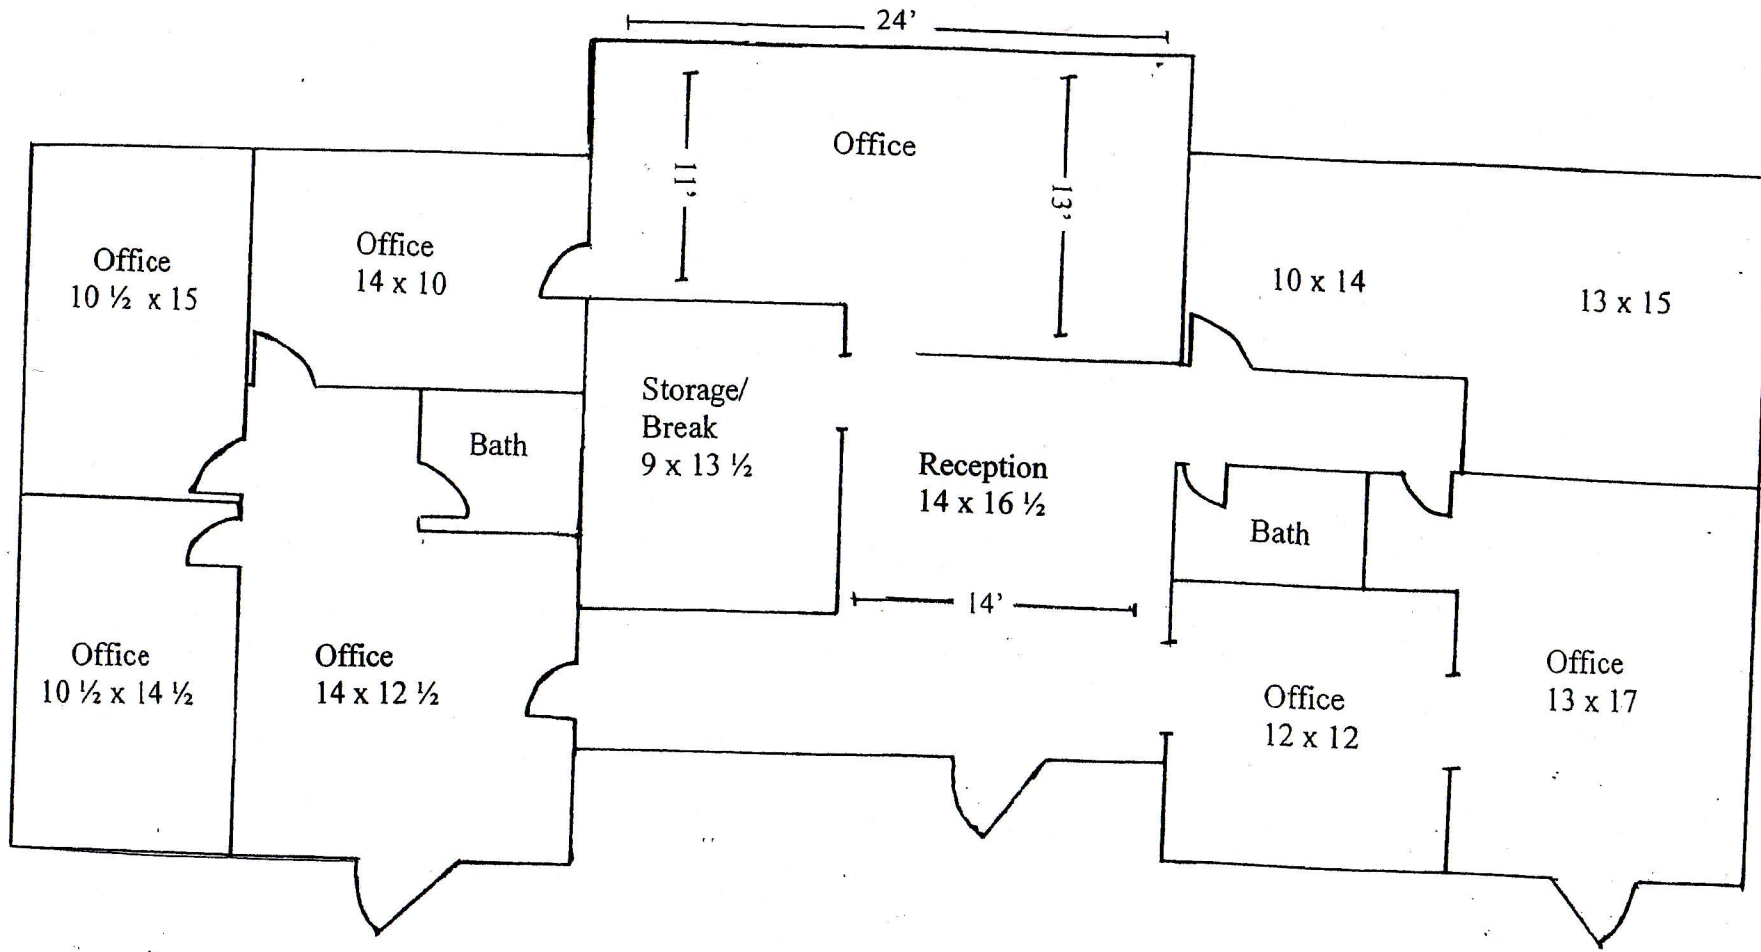 24'
Office
11'
13'
Office
10 ½ x 15
Office
14 x 10
10 x 14
13 x 15
Storage/
Break
9 x 13 ½
Bath
Reception
14 x 16 ½
Bath
14'
Office
10 ½ x 14 ½
Office
14 x 12 ½
Office
12 x 12
Office
13 x 17